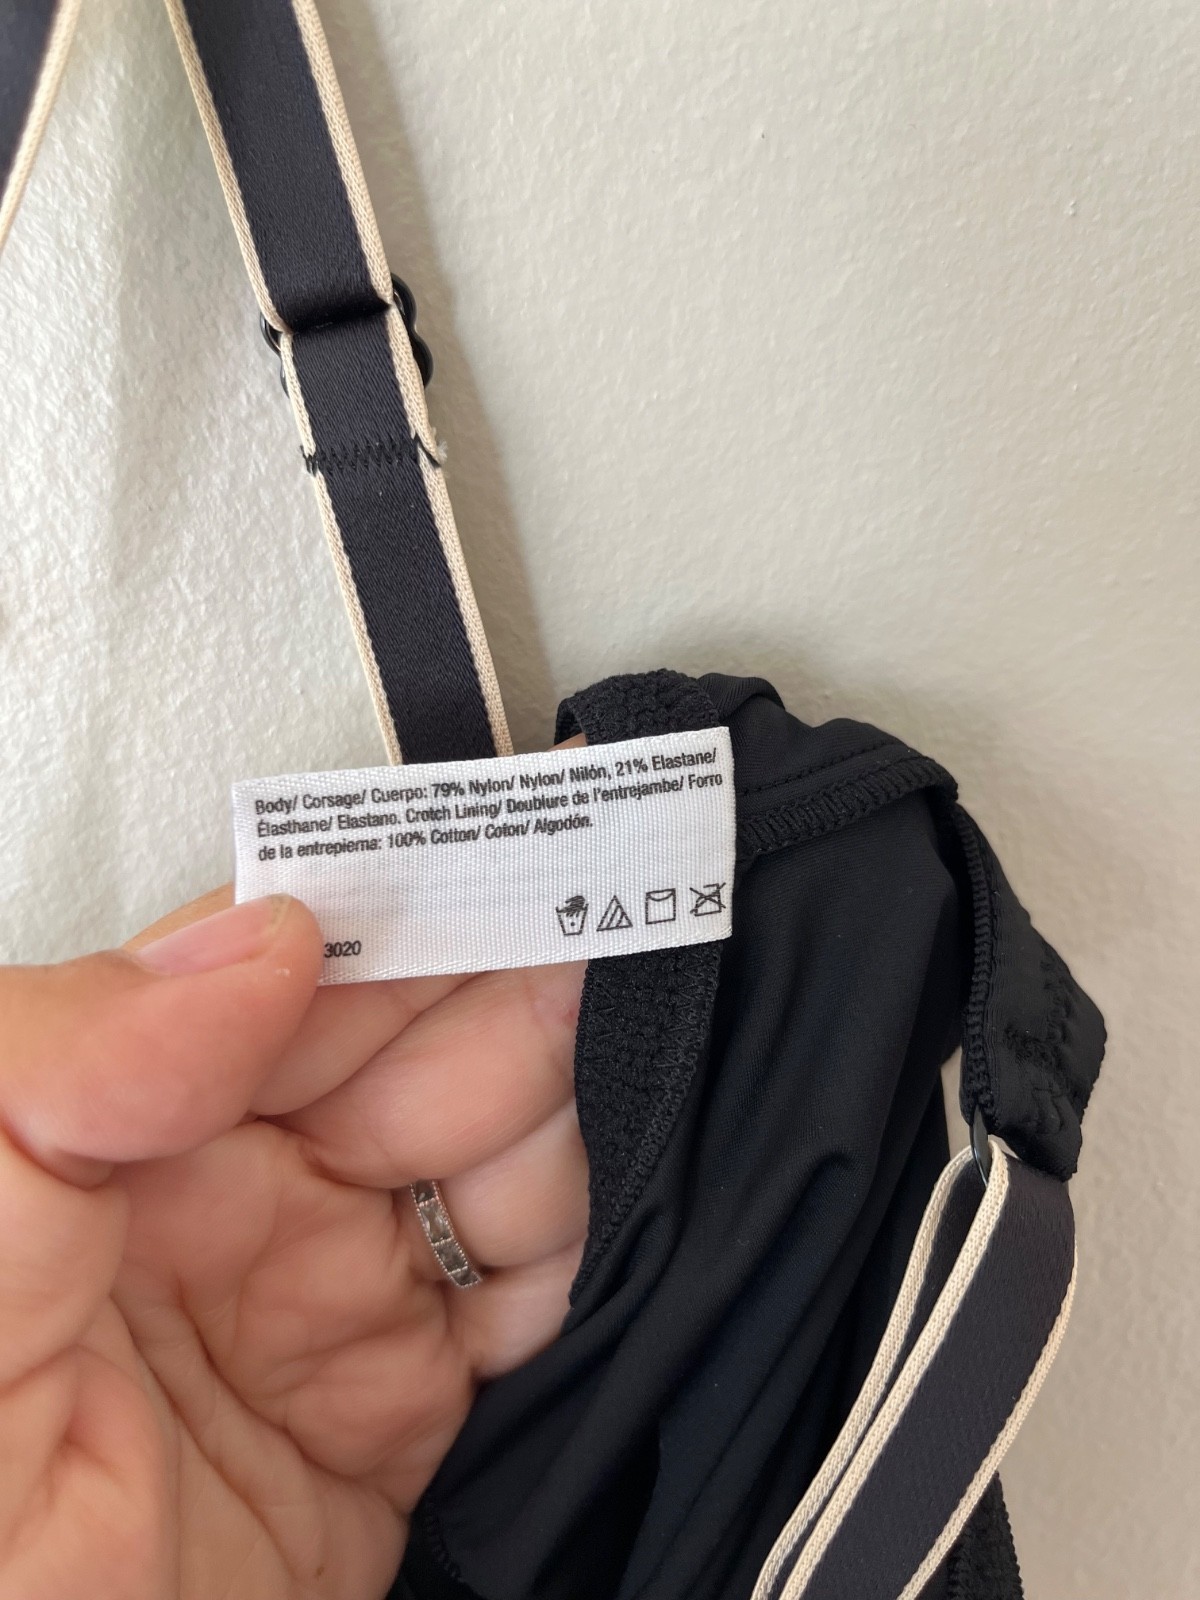 Body/ Corsage/ Cuerpo: 79% Nylon/ Nylon/ Nilón, 21% Elastane/
Élasthane/ Elastano. Crotch Lining/ Doublure de l'entrejambe/ Forro
de la entrepierna: 100% Cotton/ Coton/ Algodón.
3020